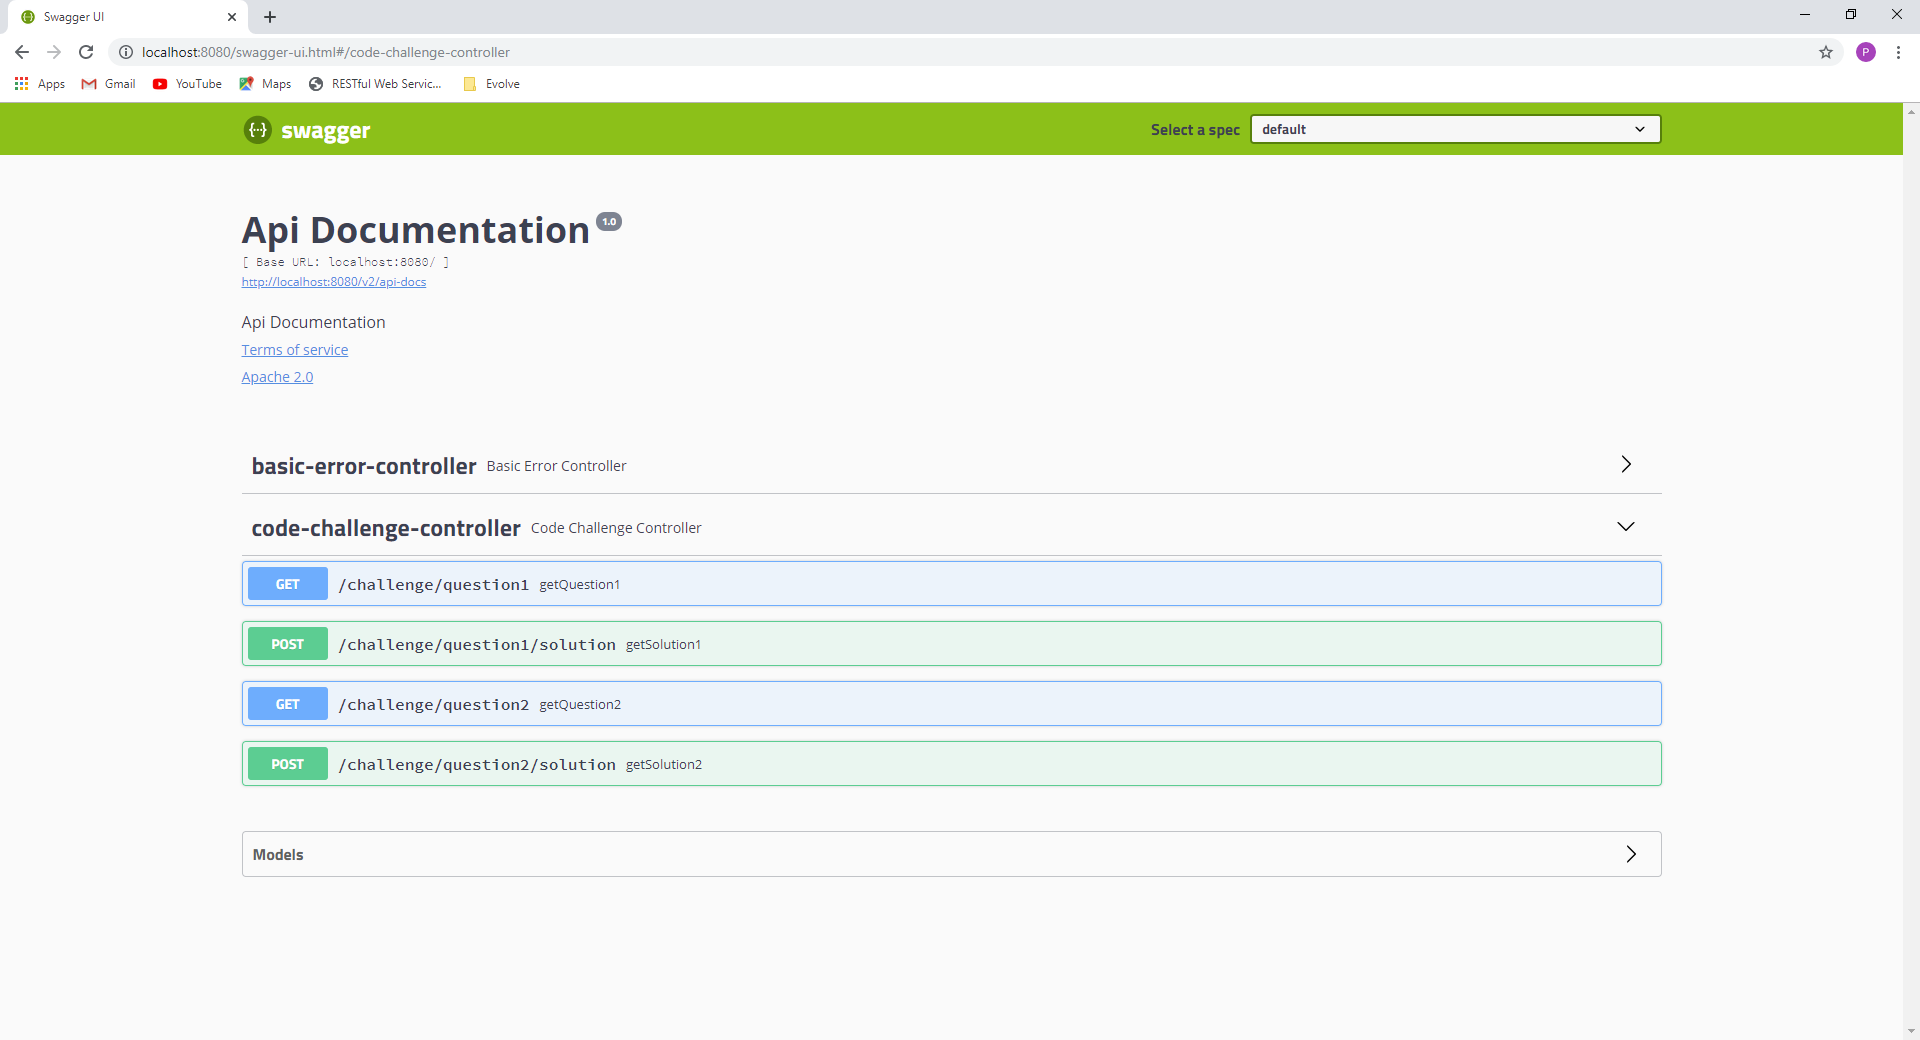 Swagger UI
localhost:8080/swagger-ui.html#/code-challenge-controller
P
Apps Gmail YouTube Maps RESTful Web Servic... Evolve
{···} swagger Select a spec default
Api Documentation 1.0
[ Base URL: localhost:8080/ ]
http://localhost:8080/v2/api-docs
Api Documentation
Terms of service
Apache 2.0
basic-error-controller Basic Error Controller
code-challenge-controller Code Challenge Controller
GET /challenge/question1 getQuestion1
POST /challenge/question1/solution getSolution1
GET /challenge/question2 getQuestion2
POST /challenge/question2/solution getSolution2
Models